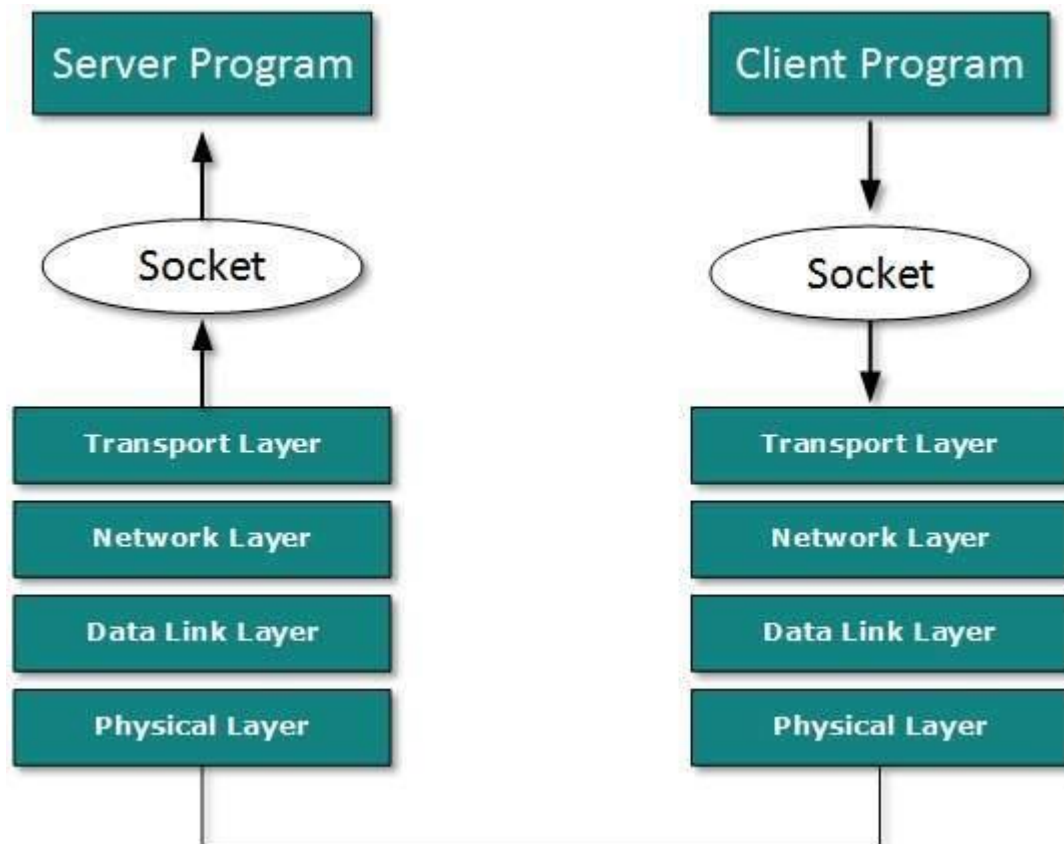 Server Program
Client Program
Socket
Socket
Transport Layer
Transport Layer
Network Layer
Network Layer
Data Link Layer
Data Link Layer
Physical Layer
Physical Layer